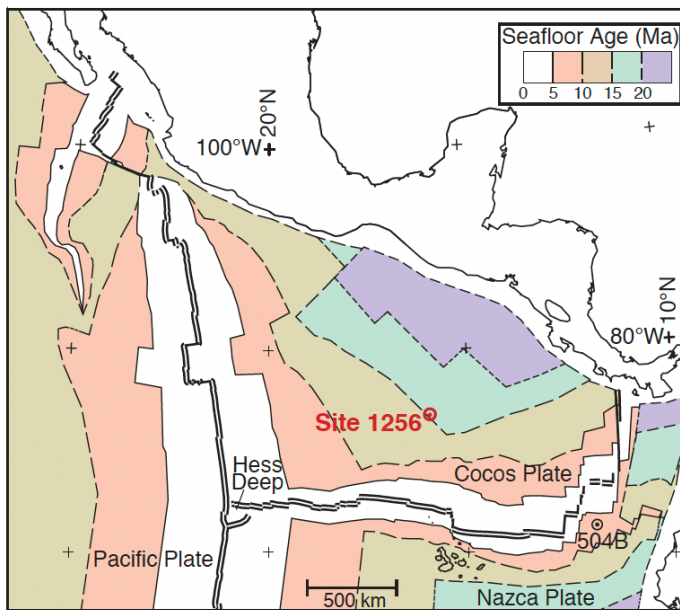 Seafloor Age (Ma)
0 5 10 15 20
100°W
20°N
10°N
80°W
Site 1256
Cocos Plate
Hess
Deep
504B
Pacific Plate
500 km
Nazca Plate